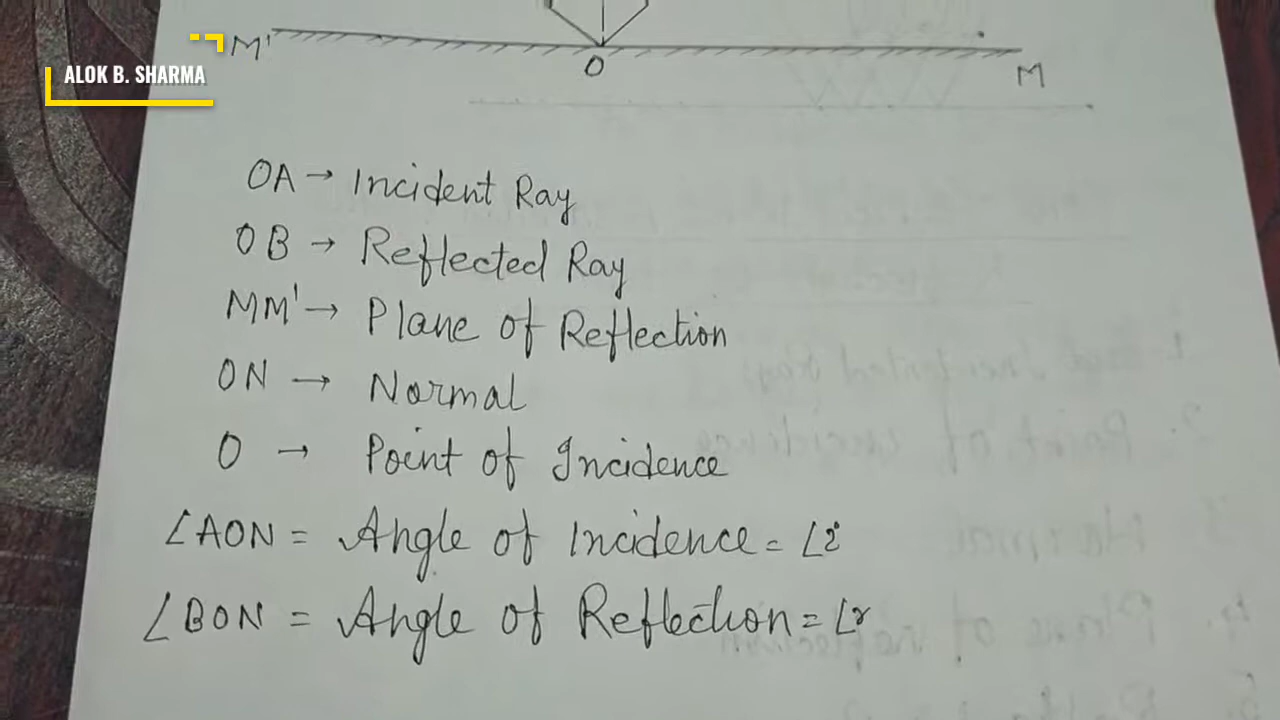 M'
ALOK B. SHARMA
O
M
OA → Incident Ray
OB → Reflected Ray
MM' → Plane of Reflection
ON → Normal
O → Point of Incidence
∠AON = Angle of Incidence = ∠i
∠BON = Angle of Reflection = ∠r